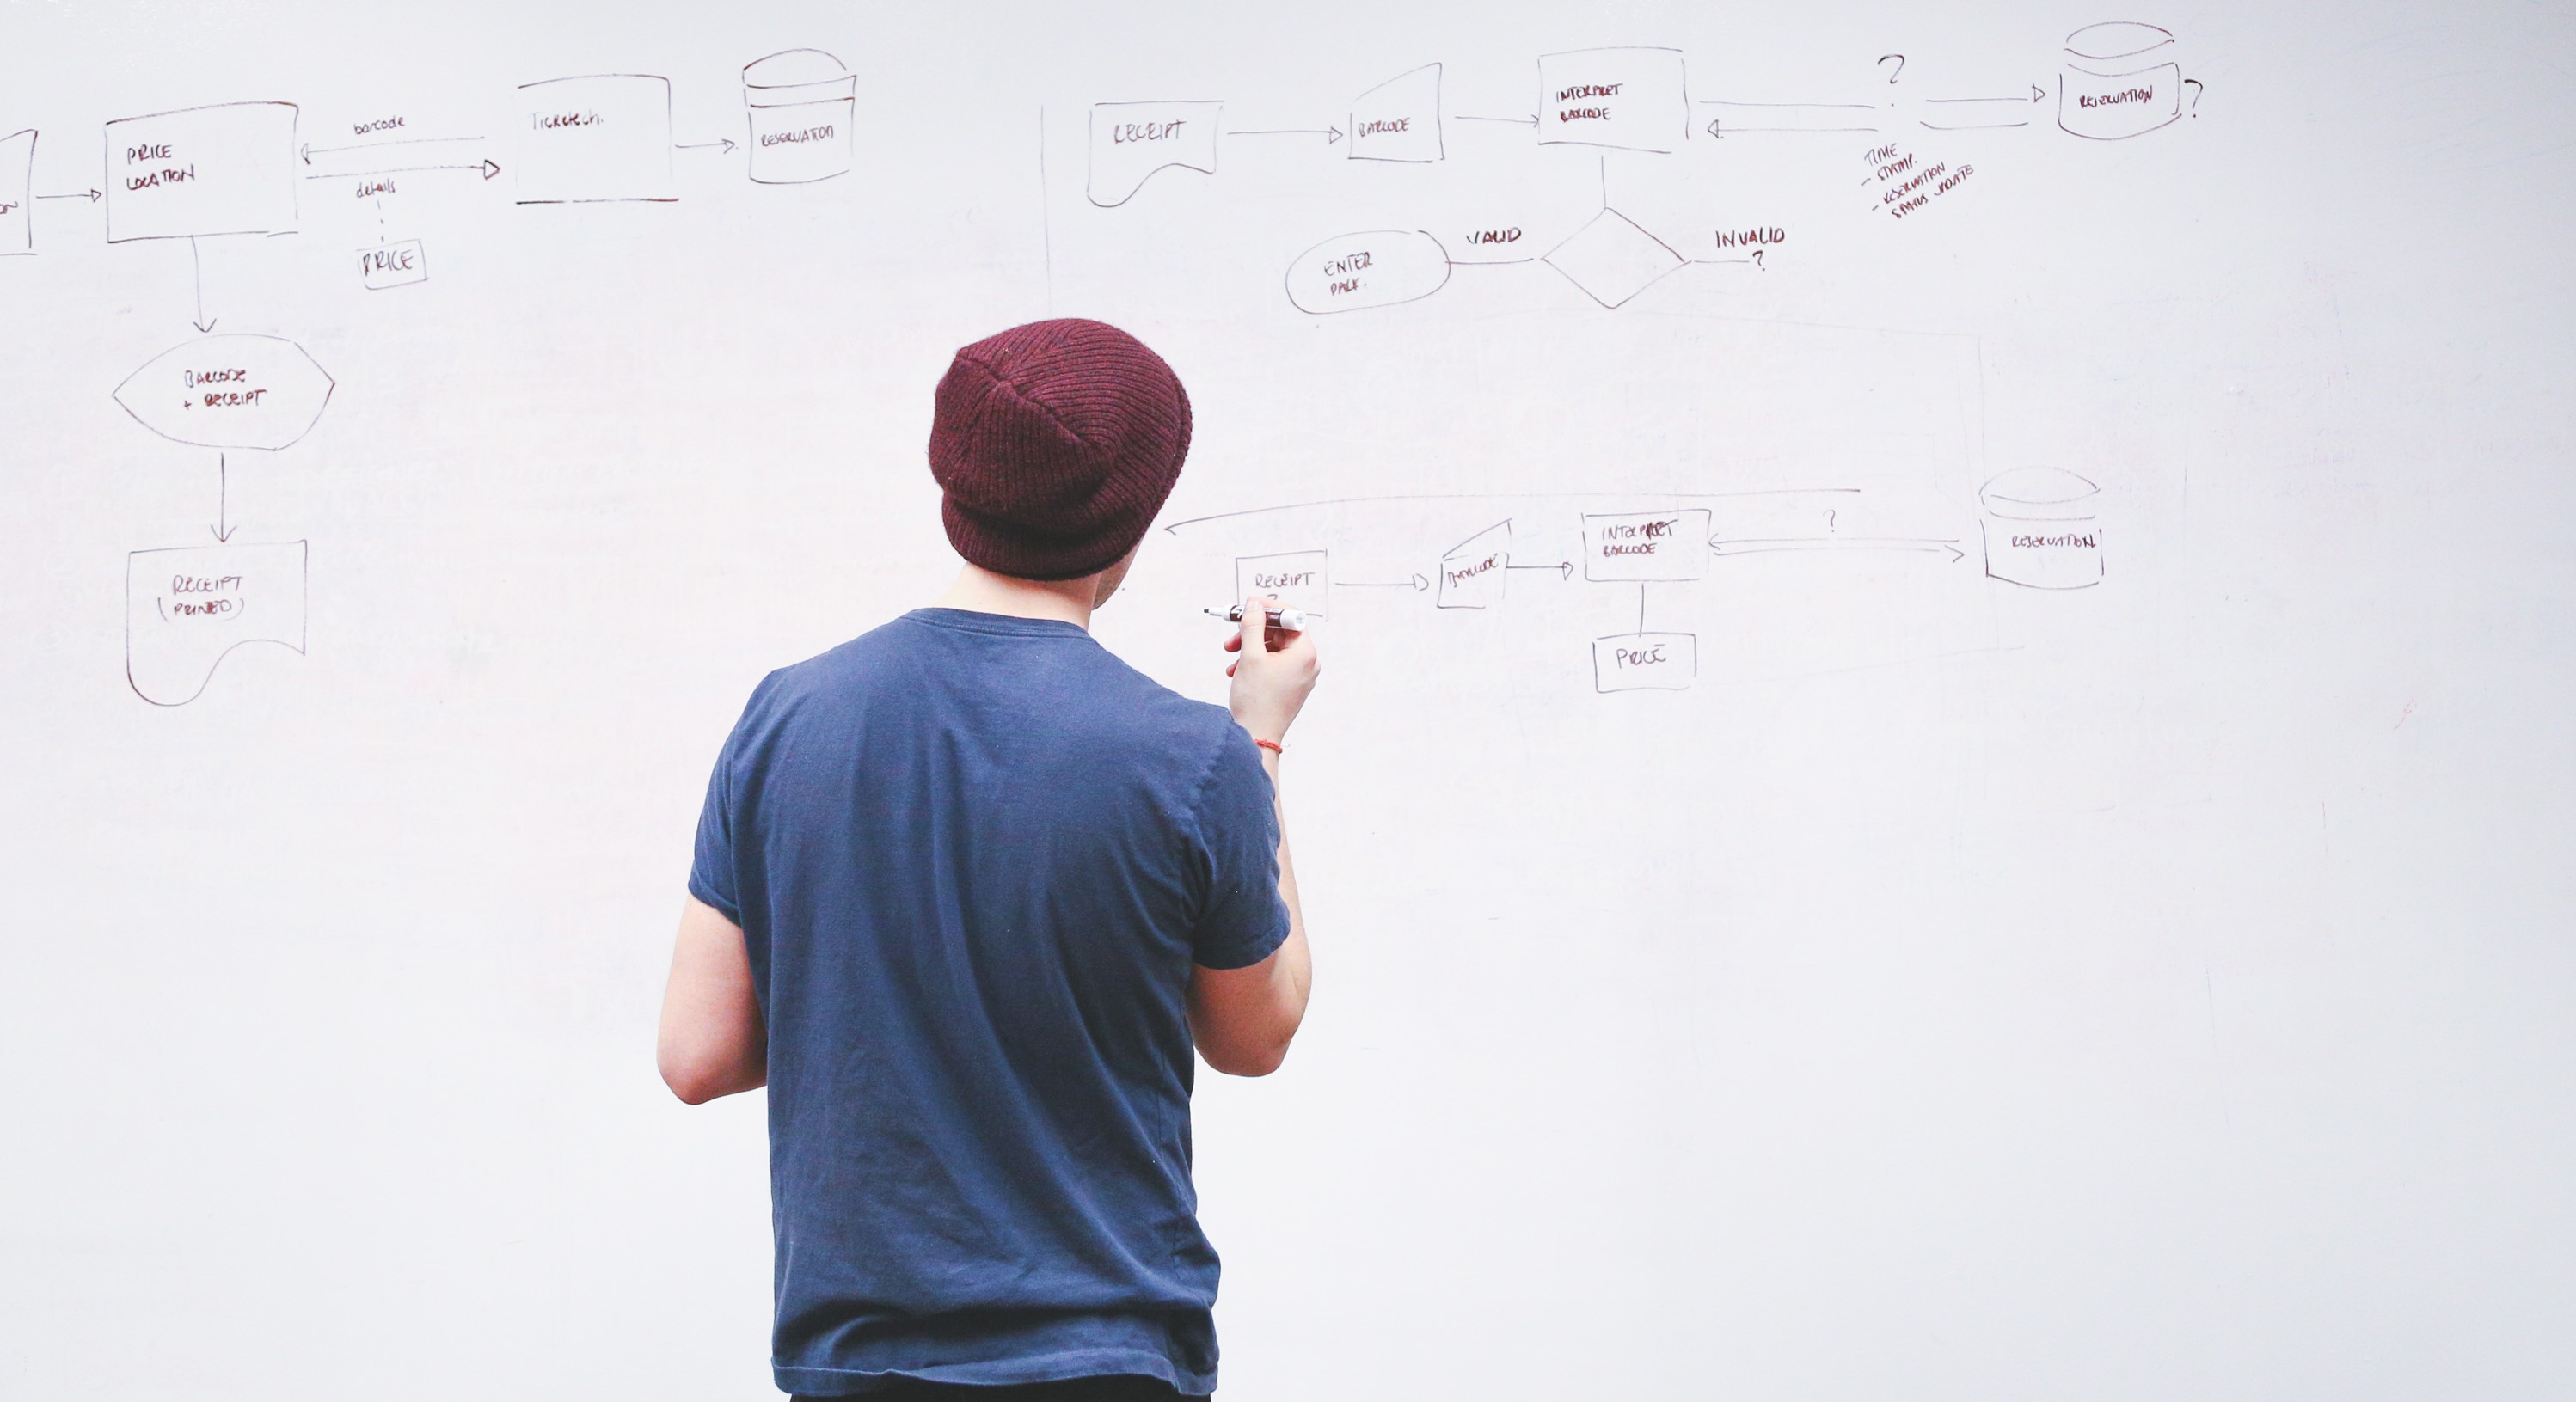 PRICE
LOCATION
barcode
details
PRICE
Ticketech.
RESERVATION
BARCODE
+ RECEIPT
RECEIPT
(PRINTED)
RECEIPT
BARCODE
INTERPRET
BARCODE
?
RESERVATION
?
TIME
- STAMP.
- RESERVATION
STATUS UPDATE
VALID
INVALID
?
ENTER
RECEIPT
?
BARCODE
INTERPRET
BARCODE
?
RESERVATION
PRICE